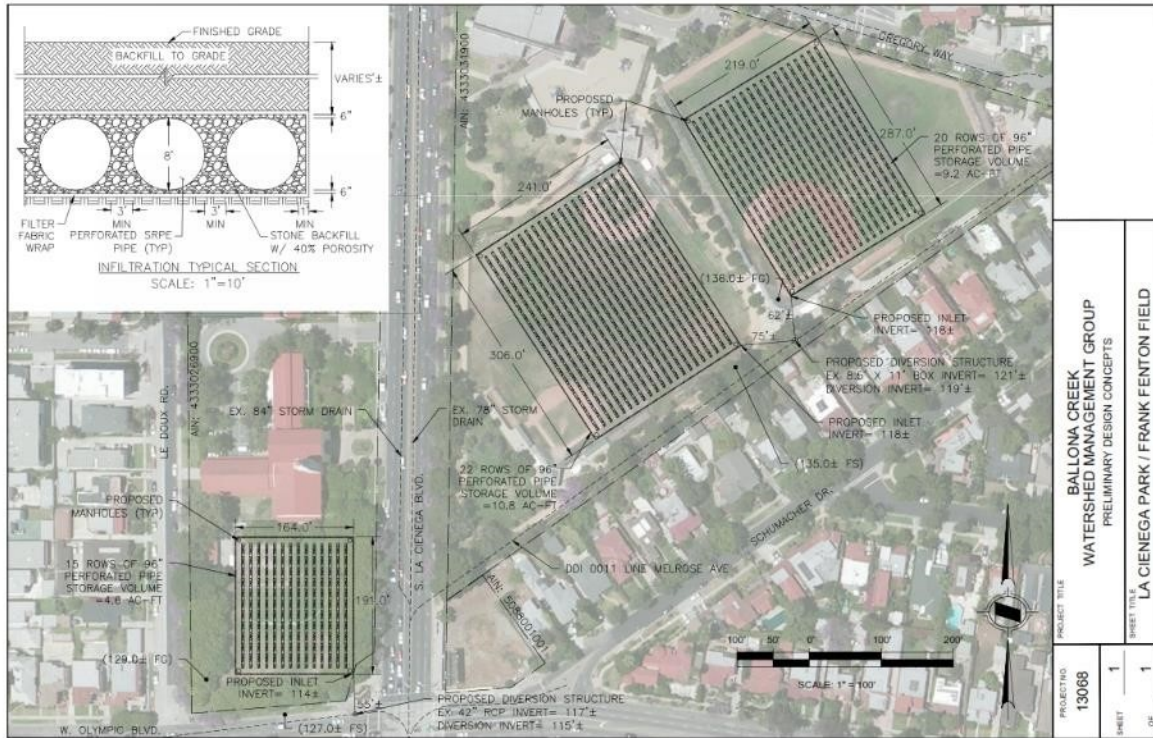 FINISHED GRADE
BACKFILL TO GRADE
VARIES'±
6"
8'
6"
3'
MIN
3'
MIN
1'
MIN
FILTER
FABRIC
WRAP
PERFORATED SRPE
PIPE (TYP)
STONE BACKFILL
W/ 40% POROSITY
INFILTRATION TYPICAL SECTION
SCALE: 1"=10'
AIN: 4333031900
GREGORY WAY
219.0'
PROPOSED
MANHOLES (TYP)
287.0'
20 ROWS OF 96"
PERFORATED PIPE
STORAGE VOLUME
=9.2 AC-FT
241.0'
306.0'
(136.0± FG)
62'±
75'±
PROPOSED INLET
INVERT= 118±
PROPOSED DIVERSION STRUCTURE
EX. 8.5' X 11' BOX INVERT= 121'±
DIVERSION INVERT= 119'±
PROPOSED INLET
INVERT= 118±
(135.0± FS)
22 ROWS OF 96"
PERFORATED PIPE
STORAGE VOLUME
=10.8 AC-FT
LE DOUX RD.
AIN: 4333026900
EX. 84" STORM DRAIN
EX. 78" STORM
DRAIN
S. LA CIENEGA BLVD.
SCHUMACHER DR.
DDI 0011 LINE MELROSE AVE
PROPOSED
MANHOLES (TYP)
164.0'
15 ROWS OF 96"
PERFORATED PIPE
STORAGE VOLUME
=4.6 AC-FT
191.0'
(129.0± FG)
PROPOSED INLET
INVERT= 114±
55'±
PROPOSED DIVERSION STRUCTURE
EX. 42" RCP INVERT= 117'±
DIVERSION INVERT= 115'±
(127.0± FS)
W. OLYMPIC BLVD.
100' 50' 0 100' 200'
SCALE: 1" = 100'
PROJECT TITLE
BALLONA CREEK
WATERSHED MANAGEMENT GROUP
PRELIMINARY DESIGN CONCEPTS
SHEET TITLE
LA CIENEGA PARK / FRANK FENTON FIELD
PROJECT NO.
13068
SHEET 1
OF 1